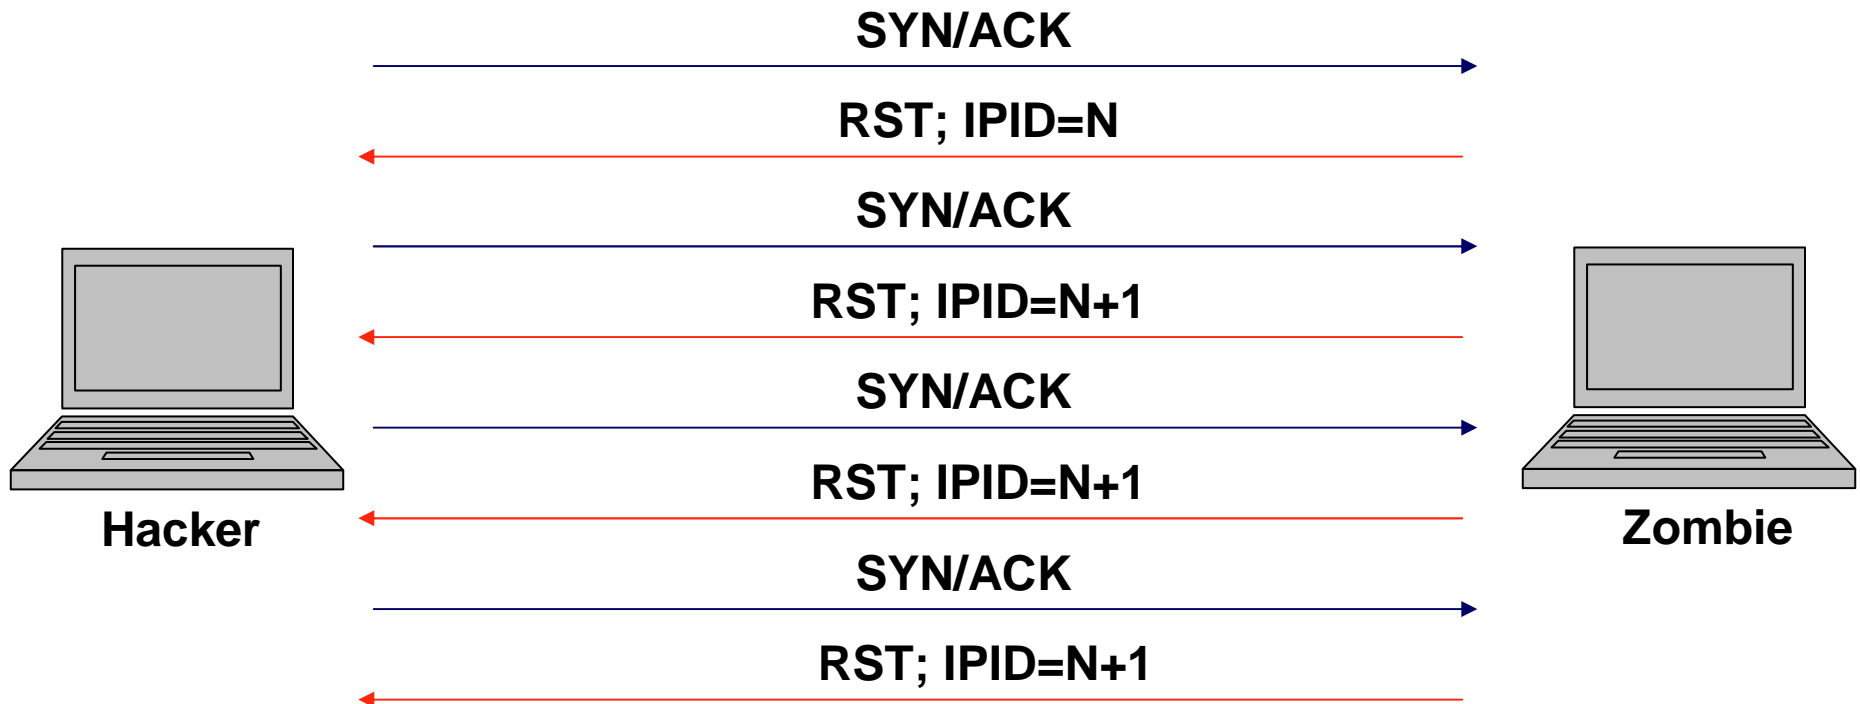 SYN/ACK
RST; IPID=N
SYN/ACK
RST; IPID=N+1
SYN/ACK
RST; IPID=N+1
Hacker
Zombie
SYN/ACK
RST; IPID=N+1